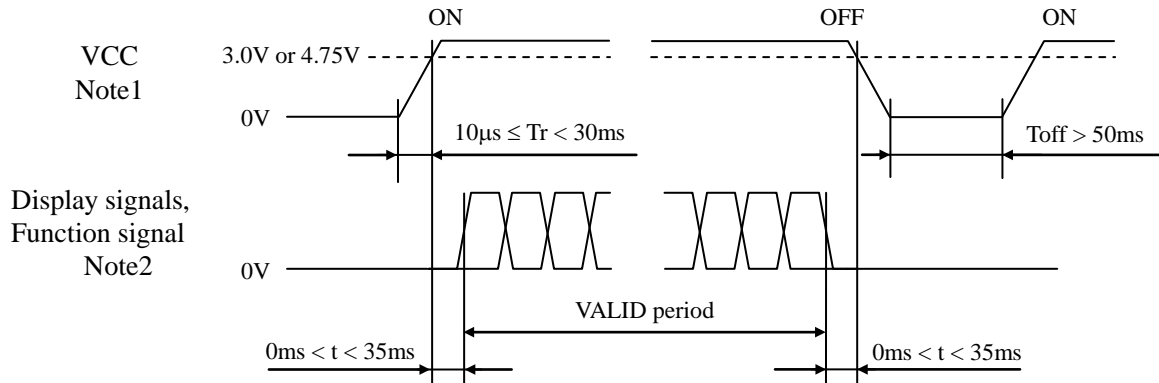 ON
OFF
ON
VCC
Note1
3.0V or 4.75V
0V
10μs ≤ Tr < 30ms
Toff > 50ms
Display signals,
Function signal
Note2
0V
VALID period
0ms < t < 35ms
0ms < t < 35ms